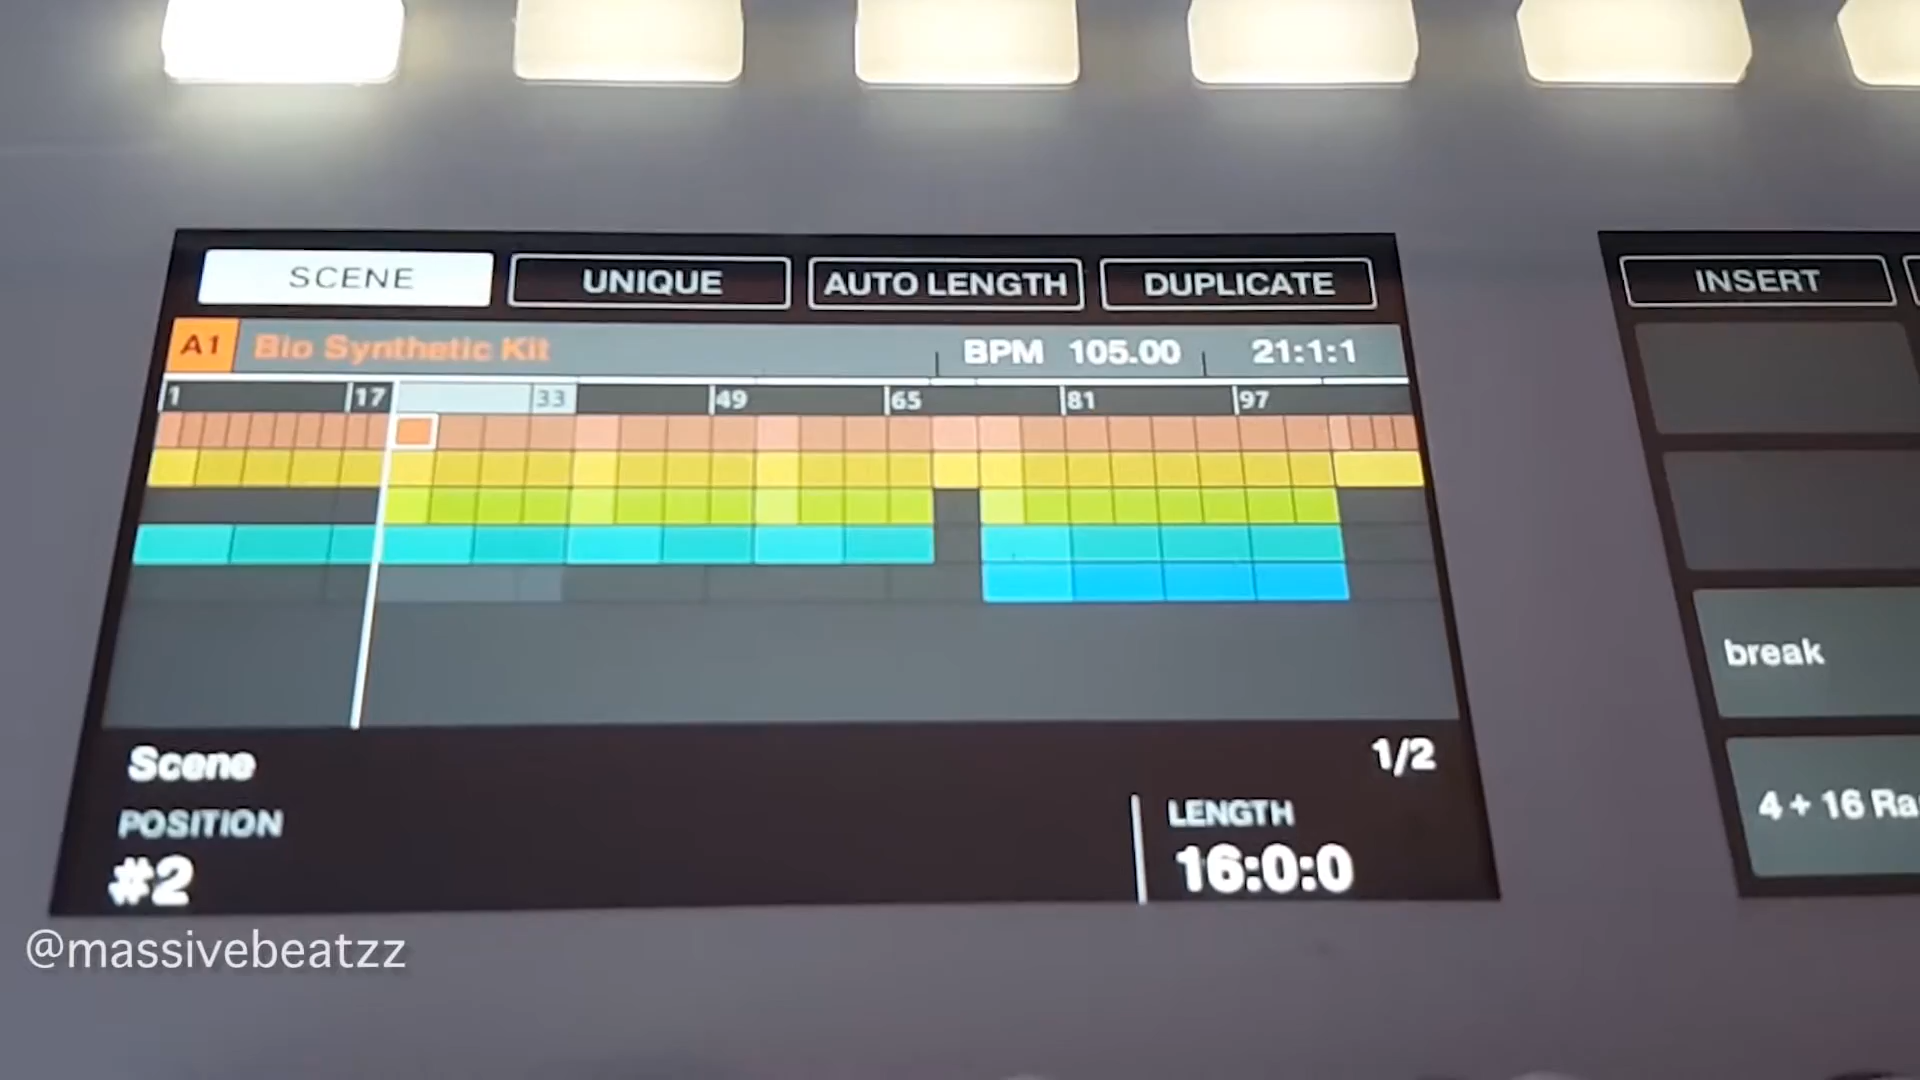 SCENE UNIQUE AUTO LENGTH DUPLICATE INSERT
A1 Bio Synthetic Kit BPM 105.00 21:1:1
1 17 33 49 65 81 97
break
Scene 1/2
4 + 16 Ra
POSITION LENGTH
#2 16:0:0
@massivebeatzz